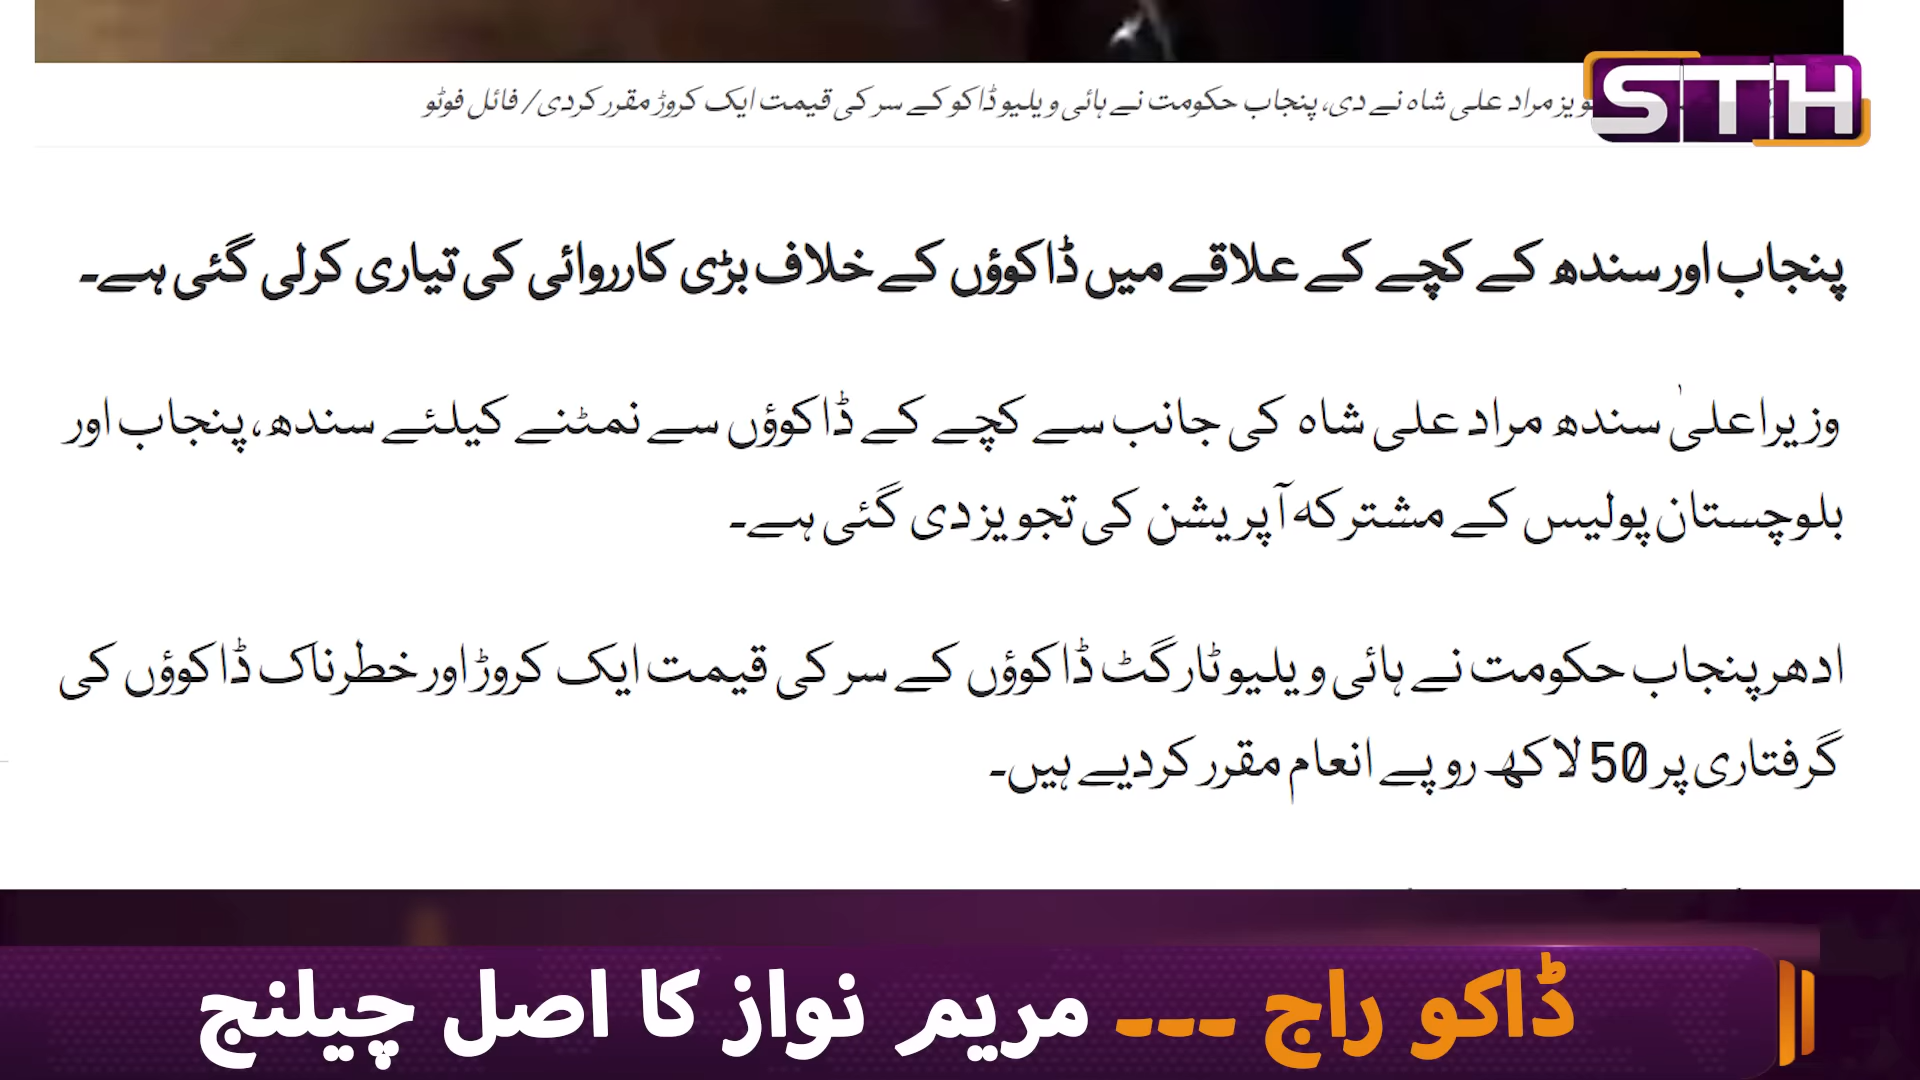 مراد علی شاہ نے دی، پنجاب حکومت نے ہائی ویلیو ڈاکو کے سر کی قیمت ایک کروڑ مقرر کردی/ فائل فوٹو
STH
پنجاب اور سندھ کے کچے کے علاقے میں ڈاکوؤں کے خلاف بڑی کارروائی کی تیاری کرلی گئی ہے۔
وزیراعلیٰ سندھ مراد علی شاہ کی جانب سے کچے کے ڈاکوؤں سے نمٹنے کیلئے سندھ، پنجاب اور
بلوچستان پولیس کے مشترکہ آپریشن کی تجویز دی گئی ہے۔
ادھر پنجاب حکومت نے ہائی ویلیو ٹارگٹ ڈاکوؤں کے سر کی قیمت ایک کروڑ اور خطرناک ڈاکوؤں کی
گرفتاری پر 50 لاکھ روپے انعام مقرر کردیے ہیں۔
ڈاکو راج --- مریم نواز کا اصل چیلنج